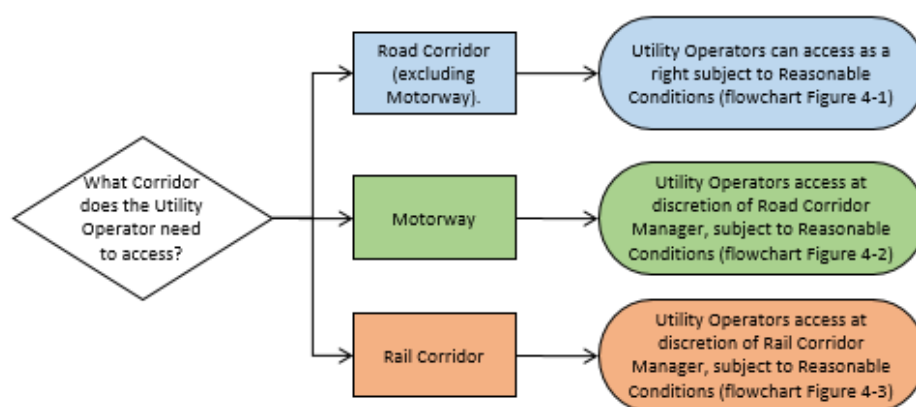 What Corridor
does the Utility
Operator need
to access?
Road Corridor
(excluding
Motorway).
Utility Operators can access as a
right subject to Reasonable
Conditions (flowchart Figure 4-1)
Motorway
Utility Operators access at
discretion of Road Corridor
Manager, subject to Reasonable
Conditions (flowchart Figure 4-2)
Rail Corridor
Utility Operators access at
discretion of Rail Corridor
Manager, subject to Reasonable
Conditions (flowchart Figure 4-3)